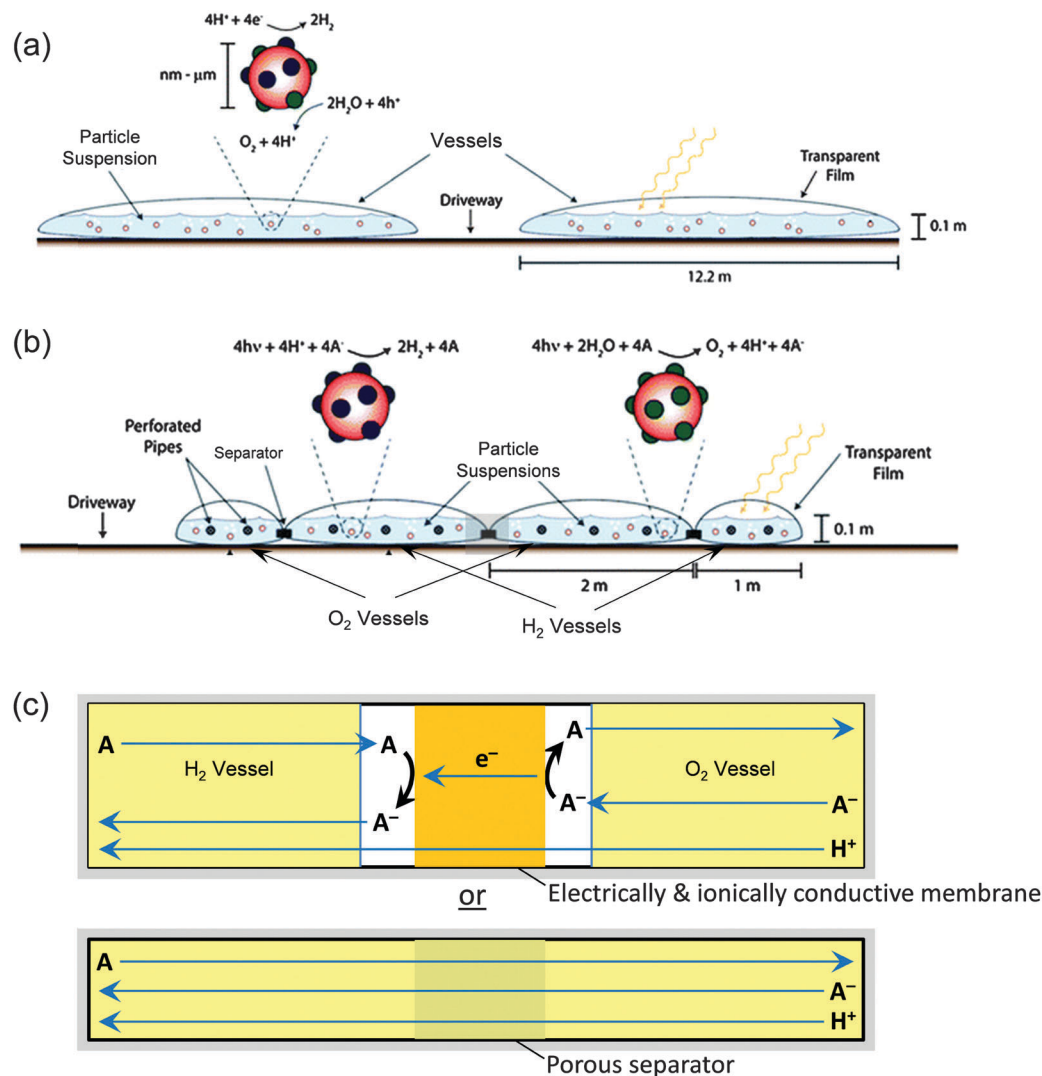 (a)
4H⁺ + 4e⁻
2H₂
nm - μm
2H₂O + 4h⁺
O₂ + 4H⁺
Particle
Suspension
Vessels
Driveway
Transparent
Film
0.1 m
12.2 m
(b)
4hν + 4H⁺ + 4A⁻
2H₂ + 4A
4hν + 2H₂O + 4A
O₂ + 4H⁺+ 4A⁻
Perforated
Pipes
Separator
Particle
Suspensions
Transparent
Film
Driveway
0.1 m
2 m
1 m
O₂ Vessels
H₂ Vessels
(c)
A
A
A
H₂ Vessel
e⁻
O₂ Vessel
A⁻
A⁻
A⁻
H⁺
Electrically & ionically conductive membrane
or
A
A⁻
H⁺
Porous separator